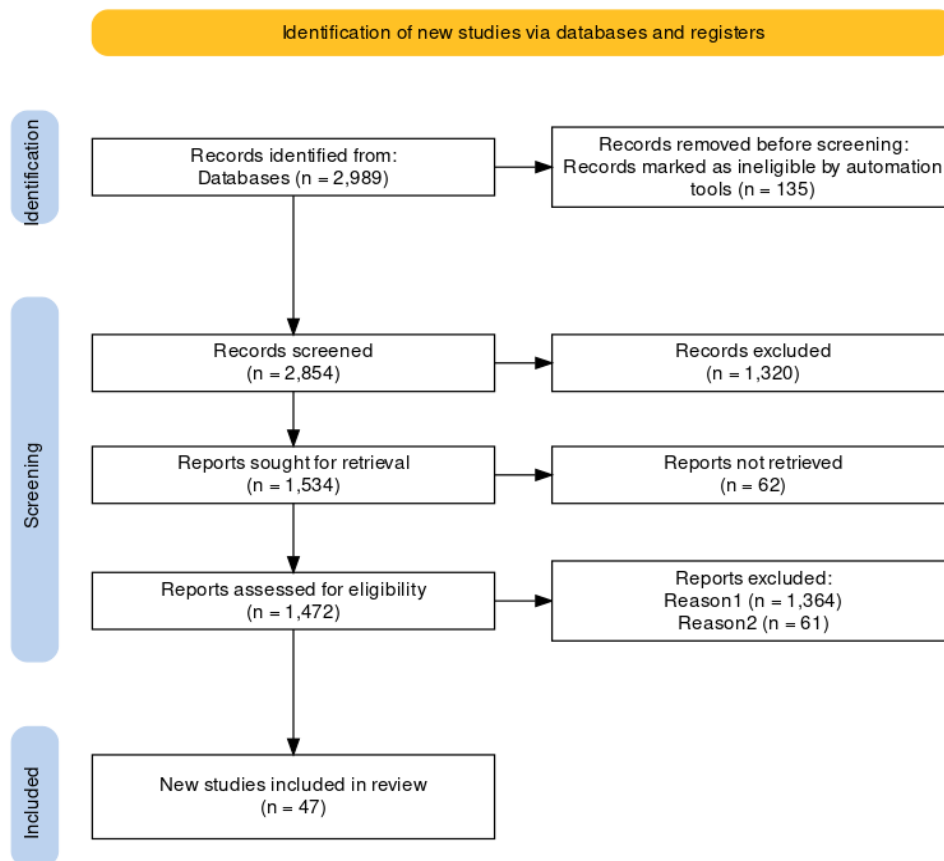 Identification of new studies via databases and registers
Identification
Records identified from:
Databases (n = 2,989)
Records removed before screening:
Records marked as ineligible by automation
tools (n = 135)
Screening
Records screened
(n = 2,854)
Records excluded
(n = 1,320)
Reports sought for retrieval
(n = 1,534)
Reports not retrieved
(n = 62)
Reports assessed for eligibility
(n = 1,472)
Reports excluded:
Reason1 (n = 1,364)
Reason2 (n = 61)
Included
New studies included in review
(n = 47)